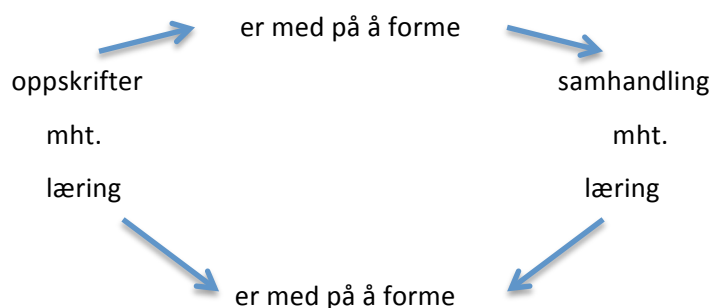 er med på å forme
oppskrifter samhandling
mht. mht.
læring læring
er med på å forme